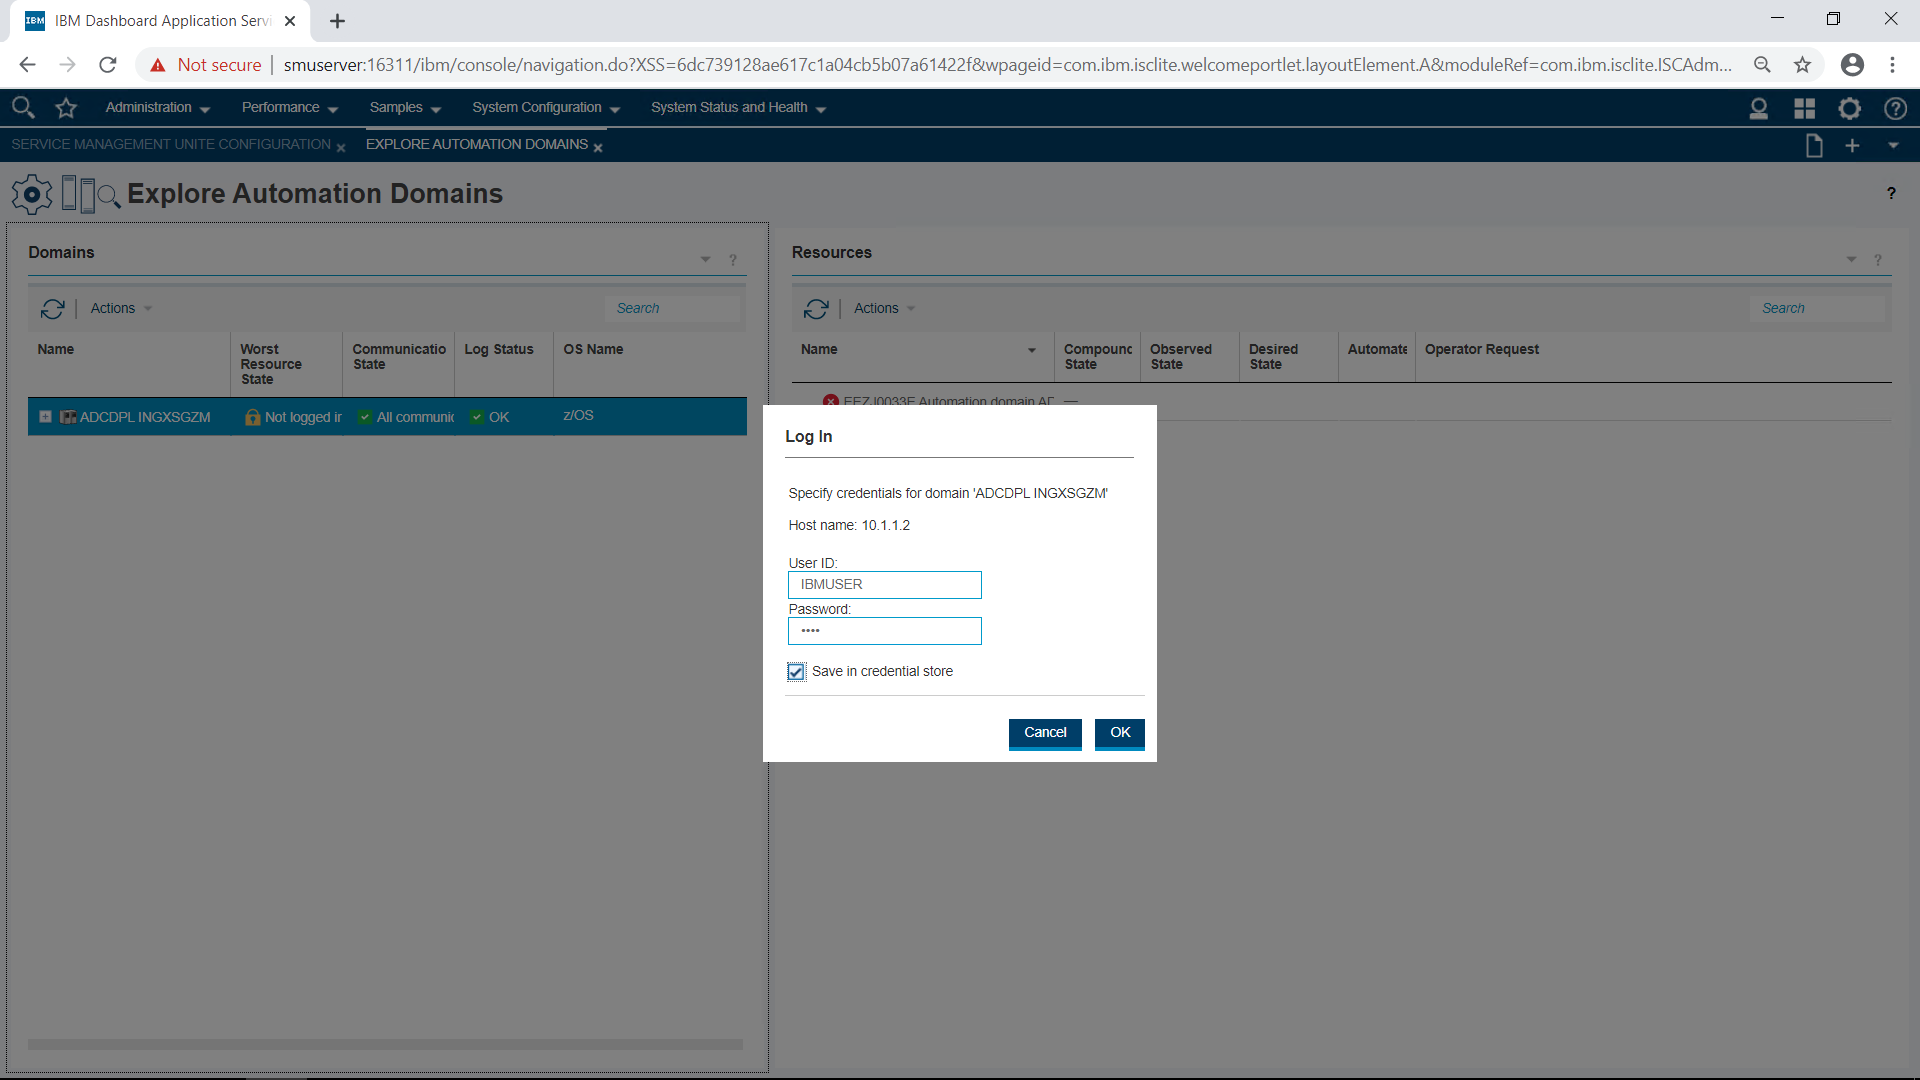 IBM IBM Dashboard Application Servi
Not secure smuserver:16311/ibm/console/navigation.do?XSS=6dc739128ae617c1a04cb5b07a61422f&wpageid=com.ibm.isclite.welcomeportlet.layoutElement.A&moduleRef=com.ibm.isclite.ISCAdm...
Administration Performance Samples System Configuration System Status and Health
SERVICE MANAGEMENT UNITE CONFIGURATION EXPLORE AUTOMATION DOMAINS
Explore Automation Domains ?
Domains ?
Actions Search
Name Worst Resource State Communicatio State Log Status OS Name
ADCDPL INGXSGZM Not logged ir All communic OK z/OS
Resources ?
Actions Search
Name Compounc State Observed State Desired State Automate Operator Request
EEZJ0033E Automation domain AD —
Log In
Specify credentials for domain 'ADCDPL INGXSGZM'
Host name: 10.1.1.2
User ID:
IBMUSER
Password:
••••
Save in credential store
Cancel OK